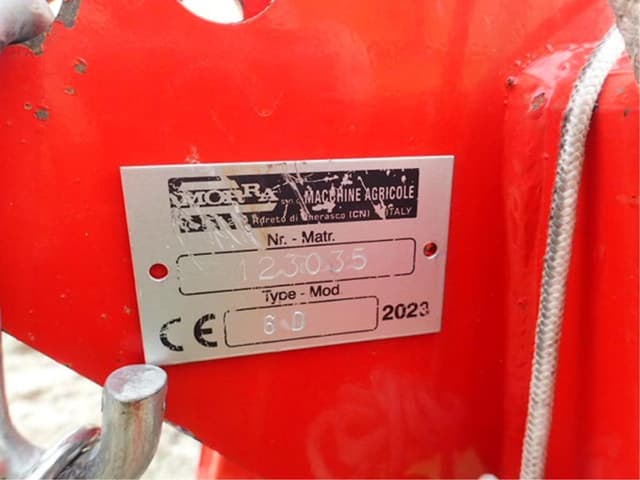 MORRA s.n.c. MACCHINE AGRICOLE
Roreto di Cherasco (CN) ITALY
Nr. - Matr.
123035
Type - Mod.
6 D
CE 2023